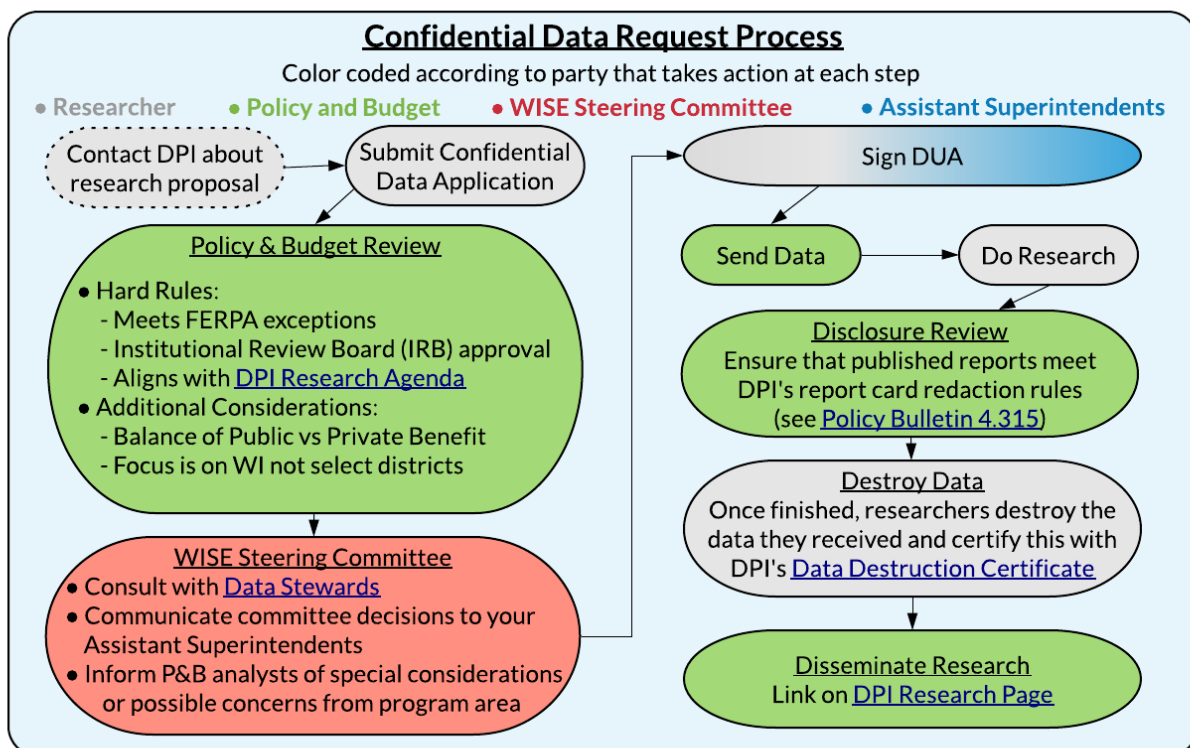 Confidential Data Request Process
Color coded according to party that takes action at each step
● Researcher
● Policy and Budget
● WISE Steering Committee
● Assistant Superintendents
Contact DPI about
research proposal
Submit Confidential
Data Application
Policy & Budget Review
● Hard Rules:
- Meets FERPA exceptions
- Institutional Review Board (IRB) approval
- Aligns with DPI Research Agenda
● Additional Considerations:
- Balance of Public vs Private Benefit
- Focus is on WI not select districts
WISE Steering Committee
● Consult with Data Stewards
● Communicate committee decisions to your
Assistant Superintendents
● Inform P&B analysts of special considerations
or possible concerns from program area
Sign DUA
Send Data
Do Research
Disclosure Review
Ensure that published reports meet
DPI's report card redaction rules
(see Policy Bulletin 4.315)
Destroy Data
Once finished, researchers destroy the
data they received and certify this with
DPI's Data Destruction Certificate
Disseminate Research
Link on DPI Research Page